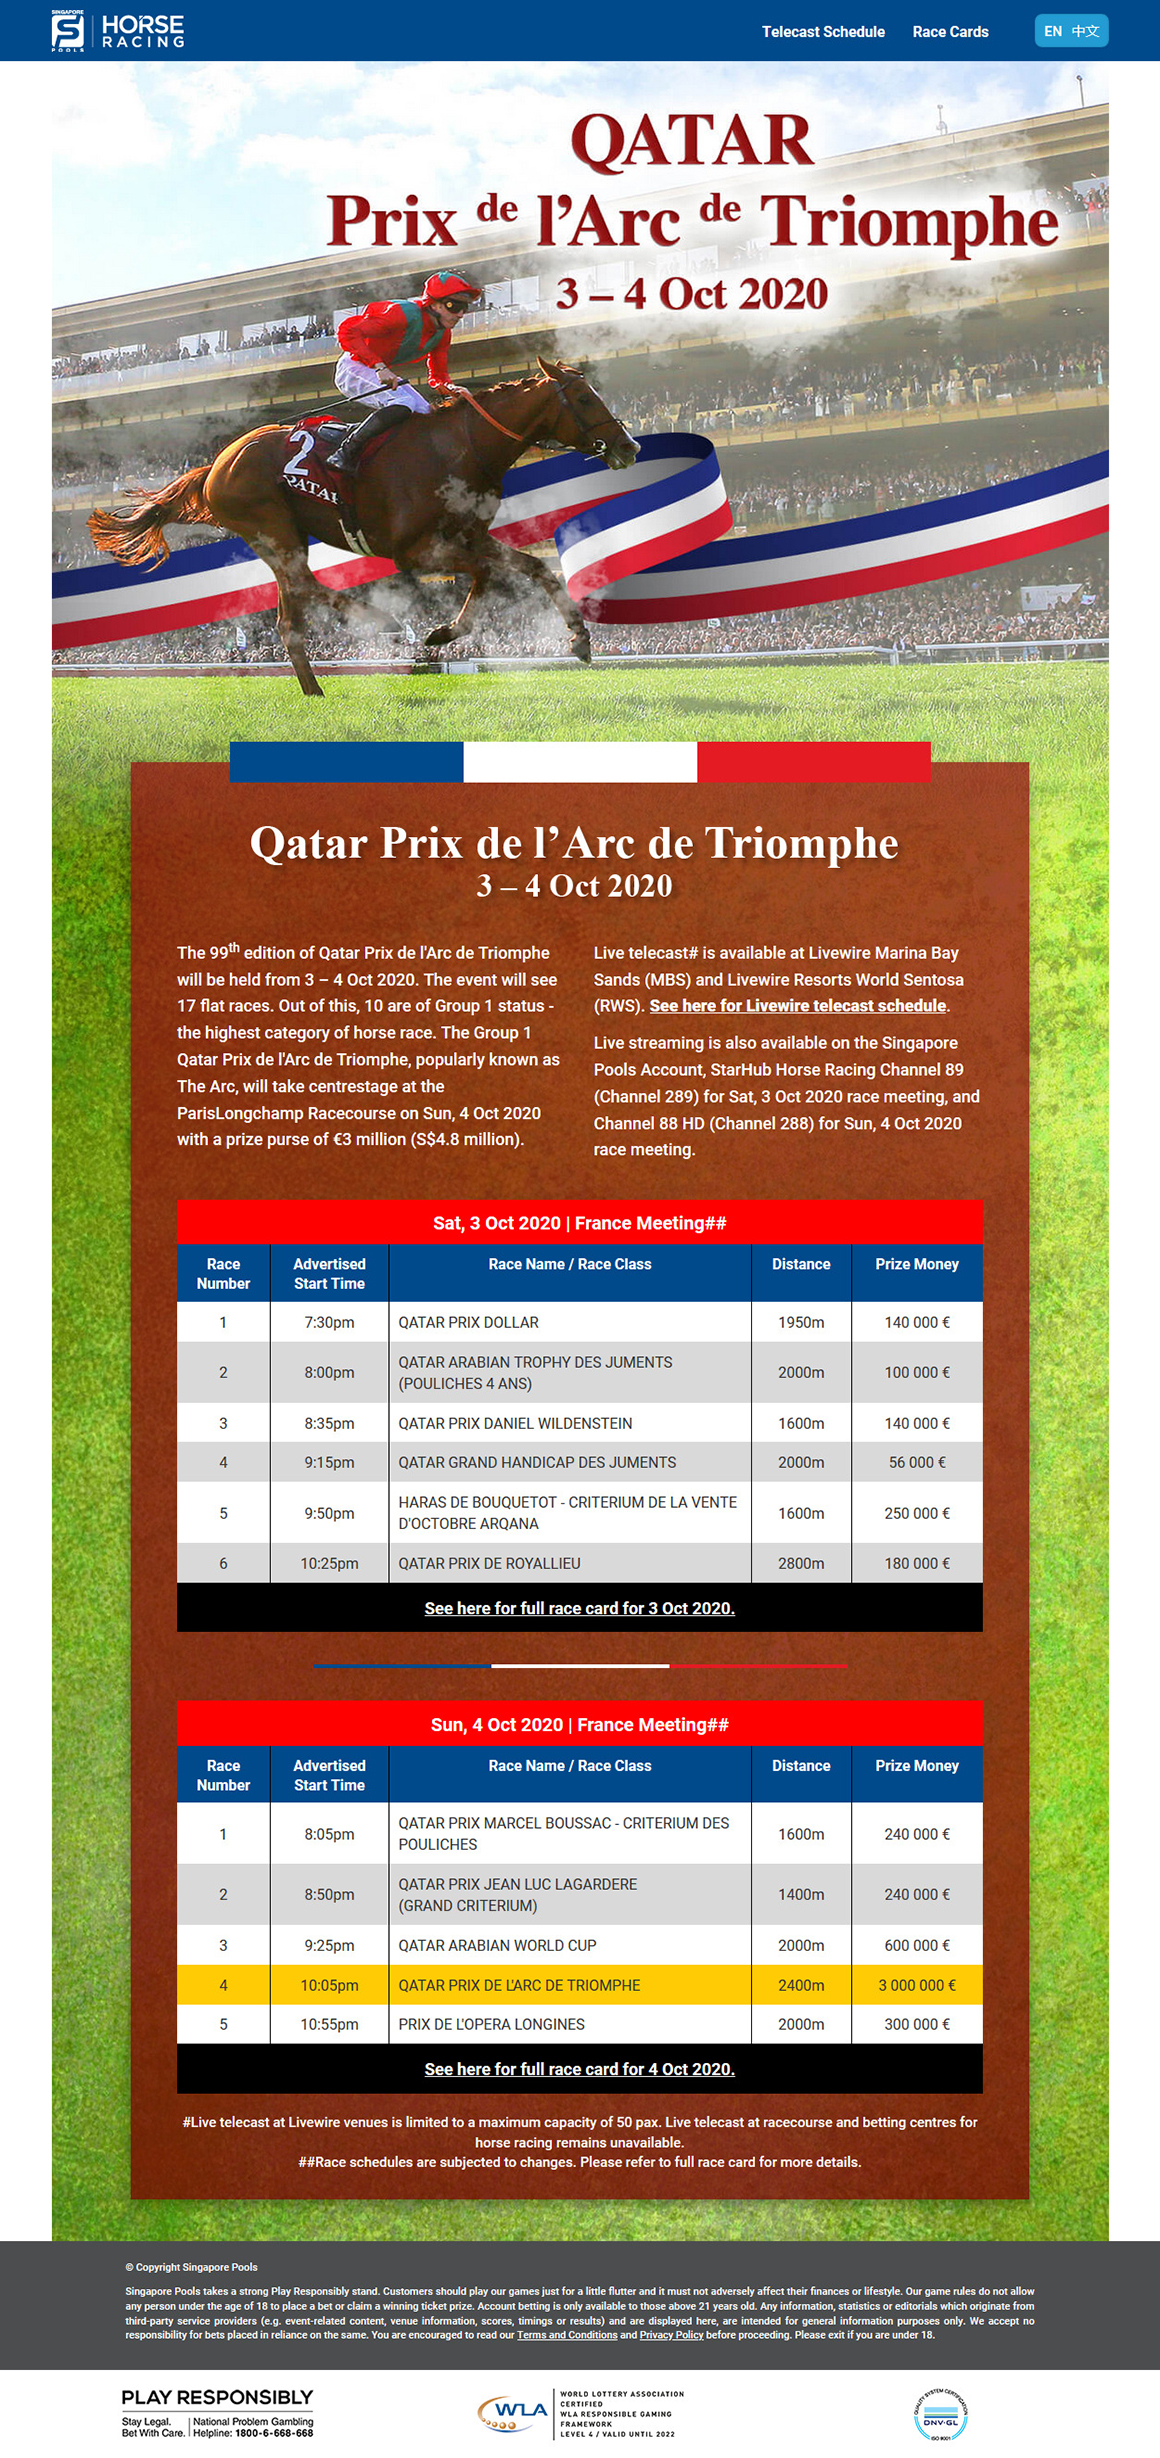 SINGAPORE
S
POOLS
HORSE
RACING
Telecast Schedule
Race Cards
EN 中文
QATAR
Prix de l’Arc de Triomphe
3 – 4 Oct 2020
2
QATAR
Qatar Prix de l’Arc de Triomphe
3 – 4 Oct 2020
The 99th edition of Qatar Prix de l'Arc de Triomphe
will be held from 3 – 4 Oct 2020. The event will see
17 flat races. Out of this, 10 are of Group 1 status -
the highest category of horse race. The Group 1
Qatar Prix de l'Arc de Triomphe, popularly known as
The Arc, will take centrestage at the
ParisLongchamp Racecourse on Sun, 4 Oct 2020
with a prize purse of €3 million (S$4.8 million).
Live telecast# is available at Livewire Marina Bay
Sands (MBS) and Livewire Resorts World Sentosa
(RWS). See here for Livewire telecast schedule.
Live streaming is also available on the Singapore
Pools Account, StarHub Horse Racing Channel 89
(Channel 289) for Sat, 3 Oct 2020 race meeting, and
Channel 88 HD (Channel 288) for Sun, 4 Oct 2020
race meeting.
Sat, 3 Oct 2020 | France Meeting##
Race Number Advertised Start Time Race Name / Race Class Distance Prize Money
1 7:30pm QATAR PRIX DOLLAR 1950m 140 000 €
2 8:00pm QATAR ARABIAN TROPHY DES JUMENTS
(POULICHES 4 ANS) 2000m 100 000 €
3 8:35pm QATAR PRIX DANIEL WILDENSTEIN 1600m 140 000 €
4 9:15pm QATAR GRAND HANDICAP DES JUMENTS 2000m 56 000 €
5 9:50pm HARAS DE BOUQUETOT - CRITERIUM DE LA VENTE
D'OCTOBRE ARQANA 1600m 250 000 €
6 10:25pm QATAR PRIX DE ROYALLIEU 2800m 180 000 €
See here for full race card for 3 Oct 2020.
Sun, 4 Oct 2020 | France Meeting##
Race Number Advertised Start Time Race Name / Race Class Distance Prize Money
1 8:05pm QATAR PRIX MARCEL BOUSSAC - CRITERIUM DES
POULICHES 1600m 240 000 €
2 8:50pm QATAR PRIX JEAN LUC LAGARDERE
(GRAND CRITERIUM) 1400m 240 000 €
3 9:25pm QATAR ARABIAN WORLD CUP 2000m 600 000 €
4 10:05pm QATAR PRIX DE L'ARC DE TRIOMPHE 2400m 3 000 000 €
5 10:55pm PRIX DE L'OPERA LONGINES 2000m 300 000 €
See here for full race card for 4 Oct 2020.
#Live telecast at Livewire venues is limited to a maximum capacity of 50 pax. Live telecast at racecourse and betting centres for
horse racing remains unavailable.
##Race schedules are subjected to changes. Please refer to full race card for more details.
© Copyright Singapore Pools
Singapore Pools takes a strong Play Responsibly stand. Customers should play our games just for a little flutter and it must not adversely affect their finances or lifestyle. Our game rules do not allow
any person under the age of 18 to place a bet or claim a winning ticket prize. Account betting is only available to those above 21 years old. Any information, statistics or editorials which originate from
third-party service providers (e.g. event-related content, venue information, scores, timings or results) and are displayed here, are intended for general information purposes only. We accept no
responsibility for bets placed in reliance on the same. You are encouraged to read our Terms and Conditions and Privacy Policy before proceeding. Please exit if you are under 18.
PLAY RESPONSIBLY
Stay Legal. National Problem Gambling
Bet With Care. Helpline: 1800-6-668-668
WLA
WORLD LOTTERY ASSOCIATION
CERTIFIED
WLA RESPONSIBLE GAMING
FRAMEWORK
LEVEL 4 / VALID UNTIL 2022
QUALITY SYSTEM CERTIFICATION
DNV·GL
ISO 9001